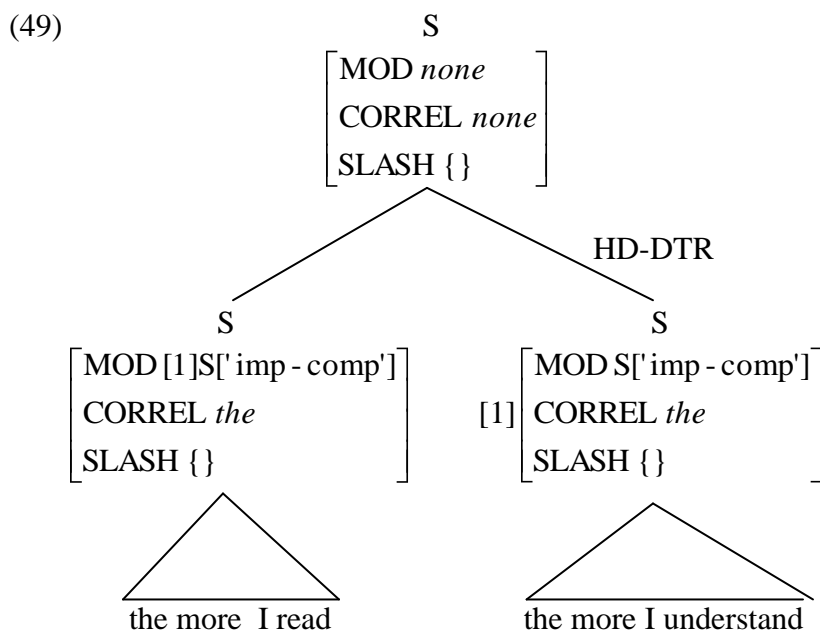 (49) S
[MOD none
CORREL none
SLASH { }]
HD-DTR
S S
[MOD [1]S['imp - comp'] [MOD S['imp - comp']
CORREL the [1] CORREL the
SLASH { }] SLASH { }]
the more I read the more I understand